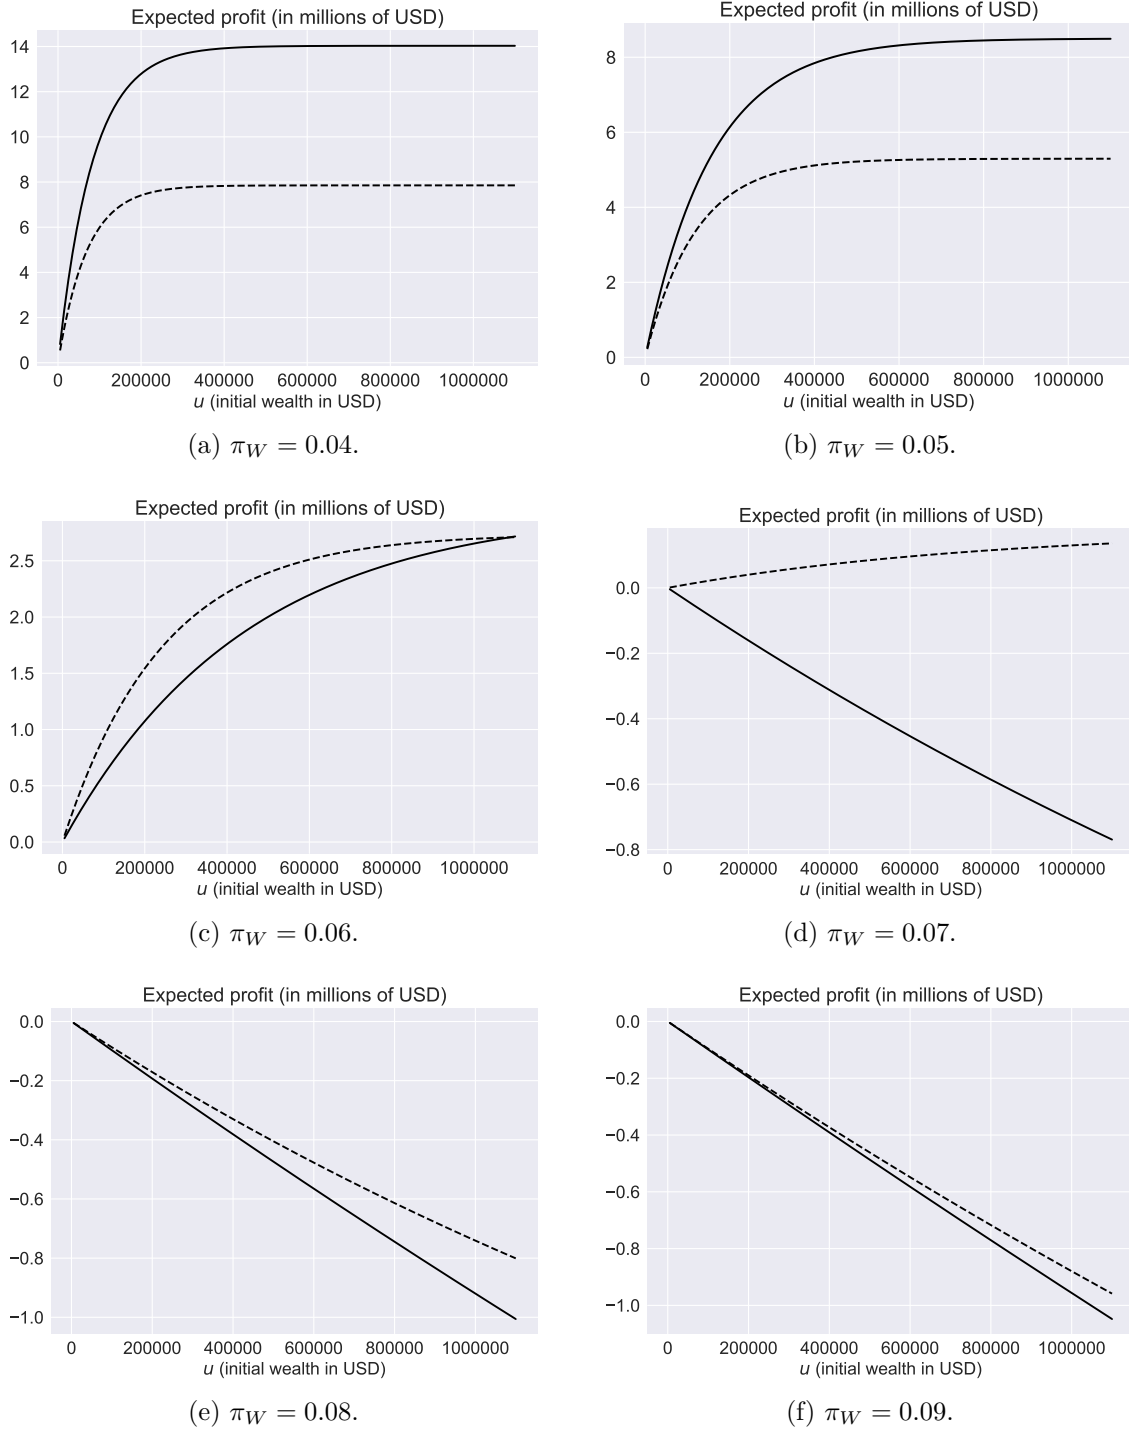 Expected profit (in millions of USD)
14
12
10
8
6
4
2
0
0 200000 400000 600000 800000 1000000
u (initial wealth in USD)
(a) π_W = 0.04.
Expected profit (in millions of USD)
8
6
4
2
0
0 200000 400000 600000 800000 1000000
u (initial wealth in USD)
(b) π_W = 0.05.
Expected profit (in millions of USD)
2.5
2.0
1.5
1.0
0.5
0.0
0 200000 400000 600000 800000 1000000
u (initial wealth in USD)
(c) π_W = 0.06.
Expected profit (in millions of USD)
0.0
−0.2
−0.4
−0.6
−0.8
0 200000 400000 600000 800000 1000000
u (initial wealth in USD)
(d) π_W = 0.07.
Expected profit (in millions of USD)
0.0
−0.2
−0.4
−0.6
−0.8
−1.0
0 200000 400000 600000 800000 1000000
u (initial wealth in USD)
(e) π_W = 0.08.
Expected profit (in millions of USD)
0.0
−0.2
−0.4
−0.6
−0.8
−1.0
0 200000 400000 600000 800000 1000000
u (initial wealth in USD)
(f) π_W = 0.09.